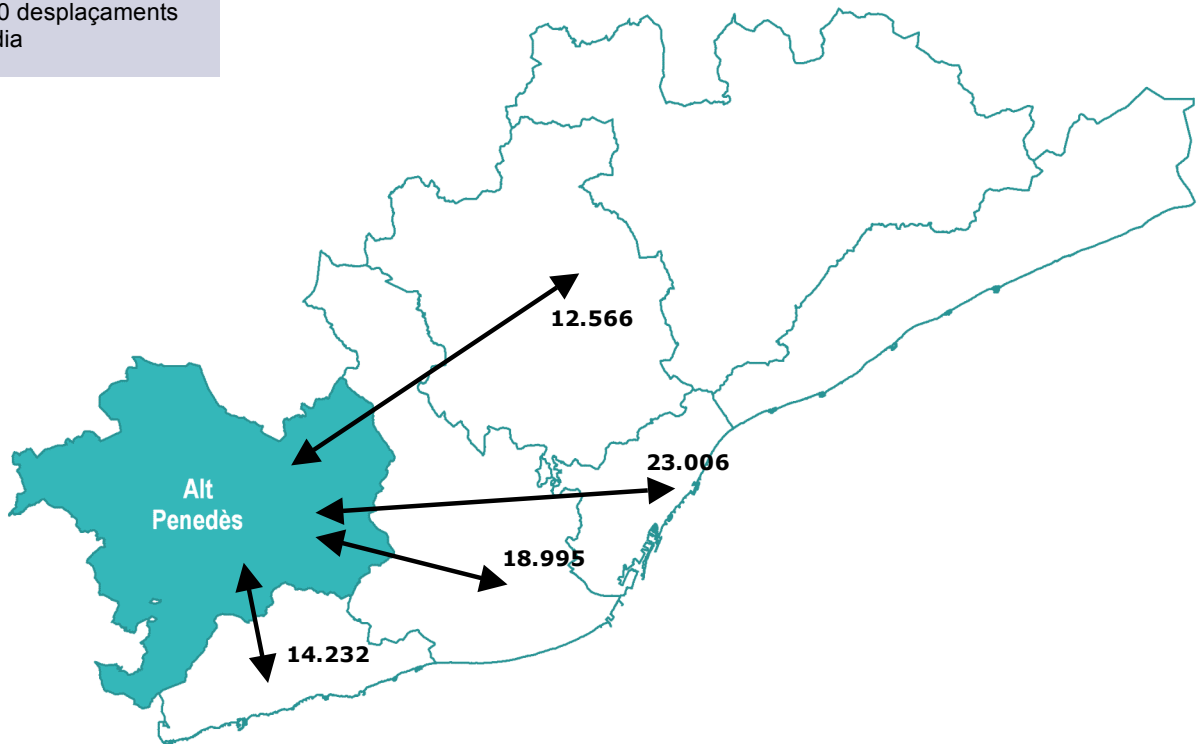 0 desplaçaments
dia
12.566
23.006
Alt
Penedès
18.995
14.232